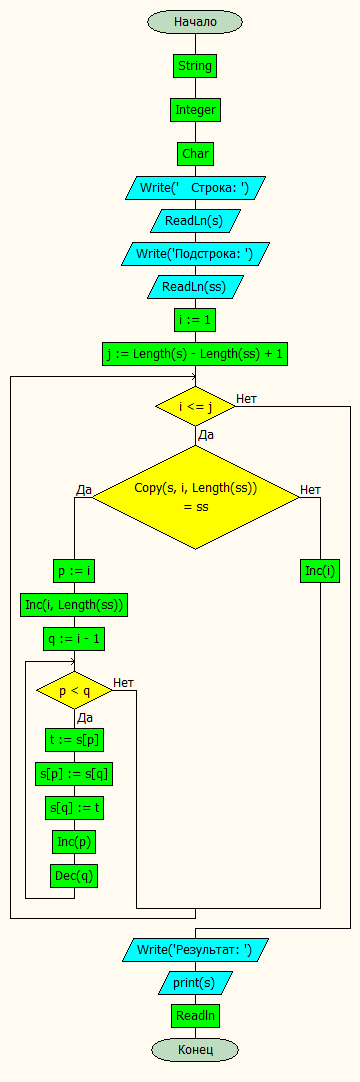 Начало
String
Integer
Char
Write('   Строка: ')
ReadLn(s)
Write('Подстрока: ')
ReadLn(ss)
i := 1
j := Length(s) - Length(ss) + 1
i <= j
Нет
Да
Copy(s, i, Length(ss))
= ss
Да
Нет
p := i
Inc(i)
Inc(i, Length(ss))
q := i - 1
p < q
Нет
Да
t := s[p]
s[p] := s[q]
s[q] := t
Inc(p)
Dec(q)
Write('Результат: ')
print(s)
Readln
Конец